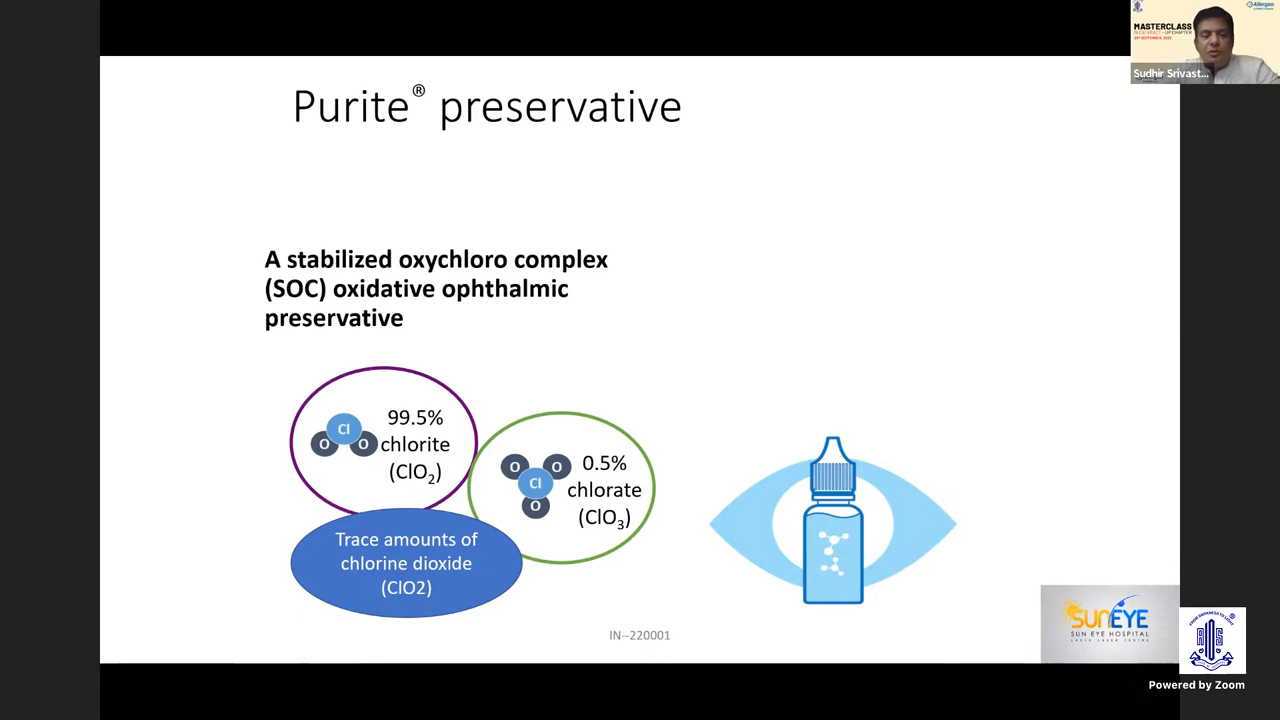 Purite® preservative
A stabilized oxychloro complex
(SOC) oxidative ophthalmic
preservative
99.5%
chlorite
(ClO2)
Cl
O
O
0.5%
chlorate
(ClO3)
O
O
Cl
O
Trace amounts of
chlorine dioxide
(ClO2)
IN--220001
SUNEYE
SUN EYE HOSPITAL
Allergan
MASTERCLASS
Sudhir Srivast...
Powered by Zoom